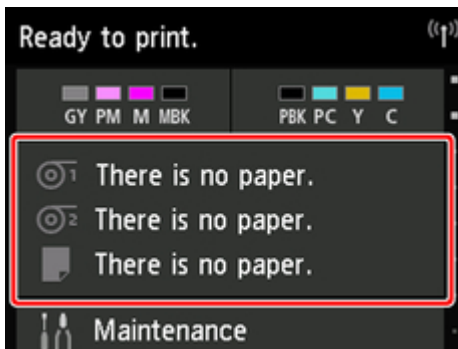 Ready to print.
GY PM M MBK PBK PC Y C
1 There is no paper.
2 There is no paper.
There is no paper.
Maintenance